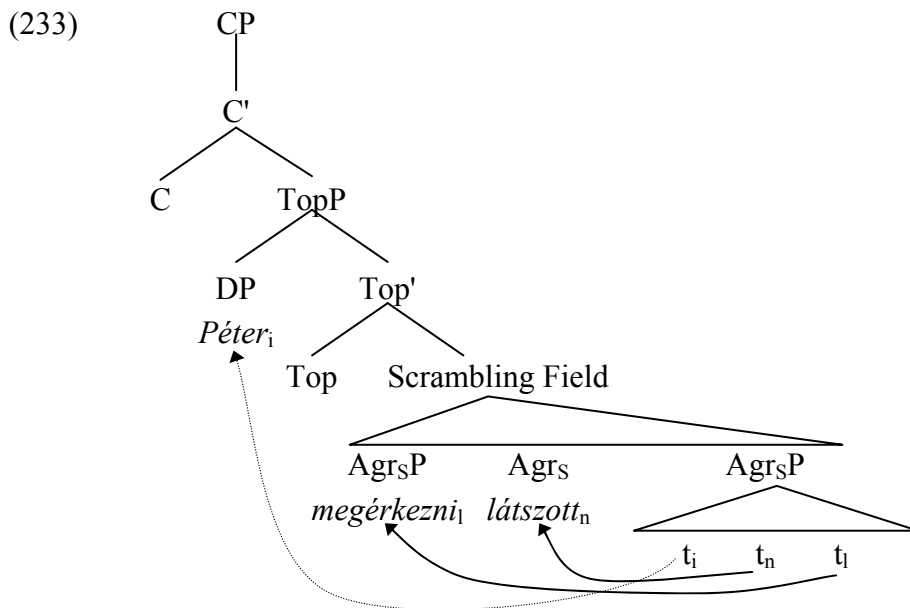 (233) CP
C'
C TopP
DP Top'
Péterᵢ
Top Scrambling Field
AgrₛP Agrₛ AgrₛP
megérkezniₗ látszottₙ
tᵢ tₙ tₗ